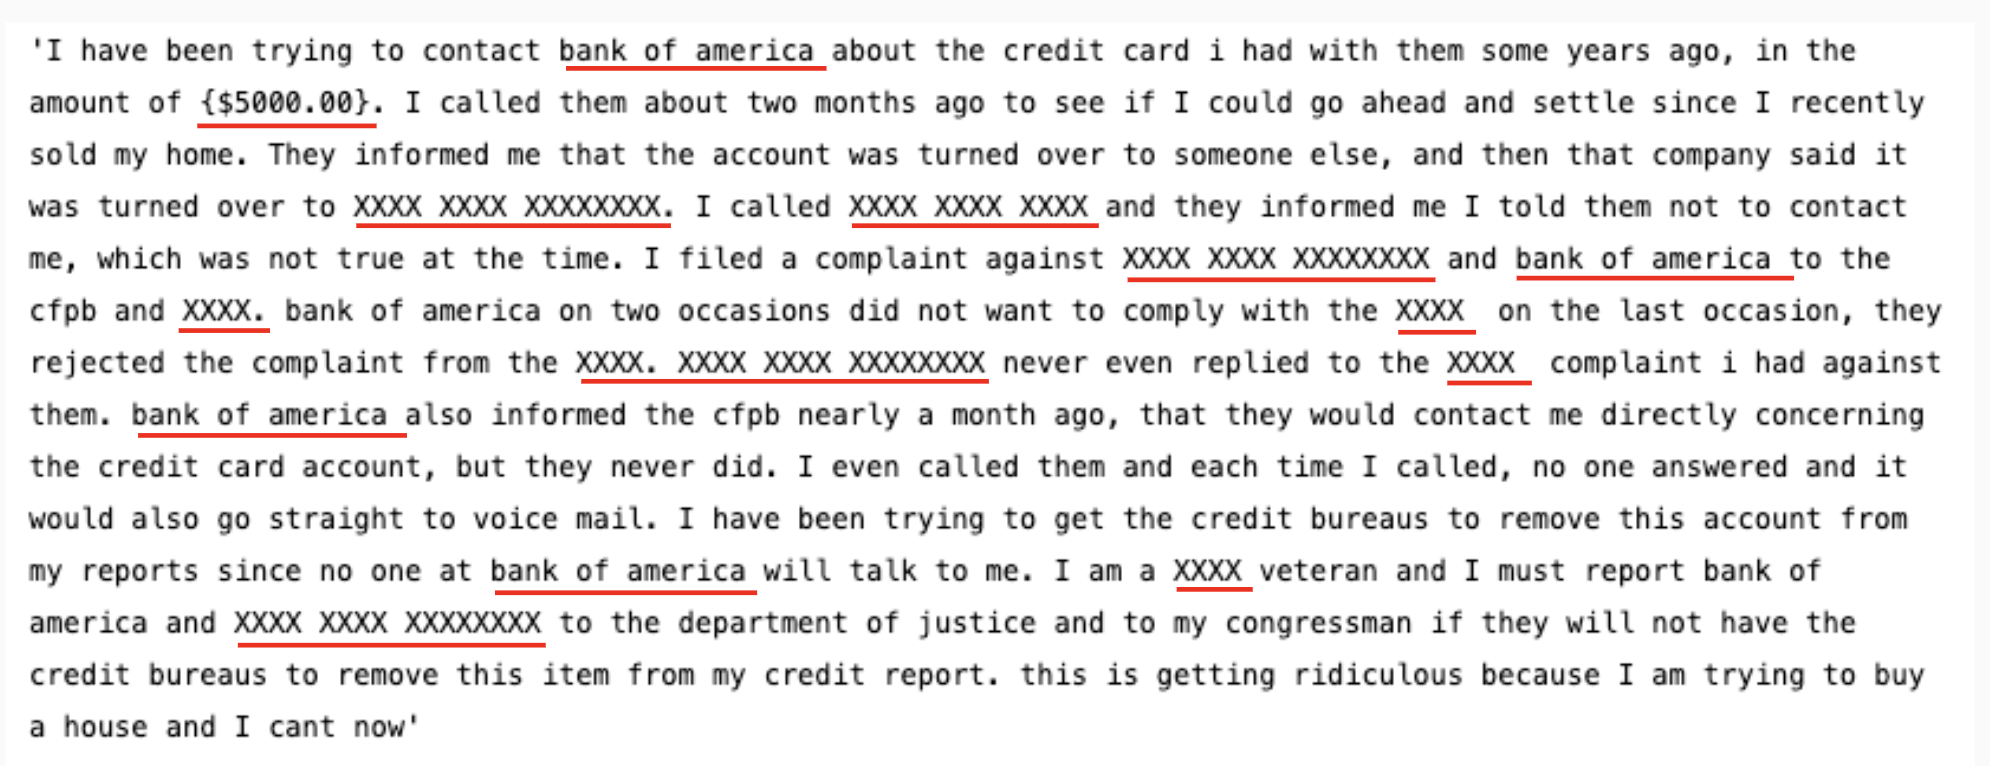 'I have been trying to contact bank of america about the credit card i had with them some years ago, in the
amount of {$5000.00}. I called them about two months ago to see if I could go ahead and settle since I recently
sold my home. They informed me that the account was turned over to someone else, and then that company said it
was turned over to XXXX XXXX XXXXXXXX. I called XXXX XXXX XXXX and they informed me I told them not to contact
me, which was not true at the time. I filed a complaint against XXXX XXXX XXXXXXXX and bank of america to the
cfpb and XXXX. bank of america on two occasions did not want to comply with the XXXX  on the last occasion, they
rejected the complaint from the XXXX. XXXX XXXX XXXXXXXX never even replied to the XXXX  complaint i had against
them. bank of america also informed the cfpb nearly a month ago, that they would contact me directly concerning
the credit card account, but they never did. I even called them and each time I called, no one answered and it
would also go straight to voice mail. I have been trying to get the credit bureaus to remove this account from
my reports since no one at bank of america will talk to me. I am a XXXX veteran and I must report bank of
america and XXXX XXXX XXXXXXXX to the department of justice and to my congressman if they will not have the
credit bureaus to remove this item from my credit report. this is getting ridiculous because I am trying to buy
a house and I cant now'